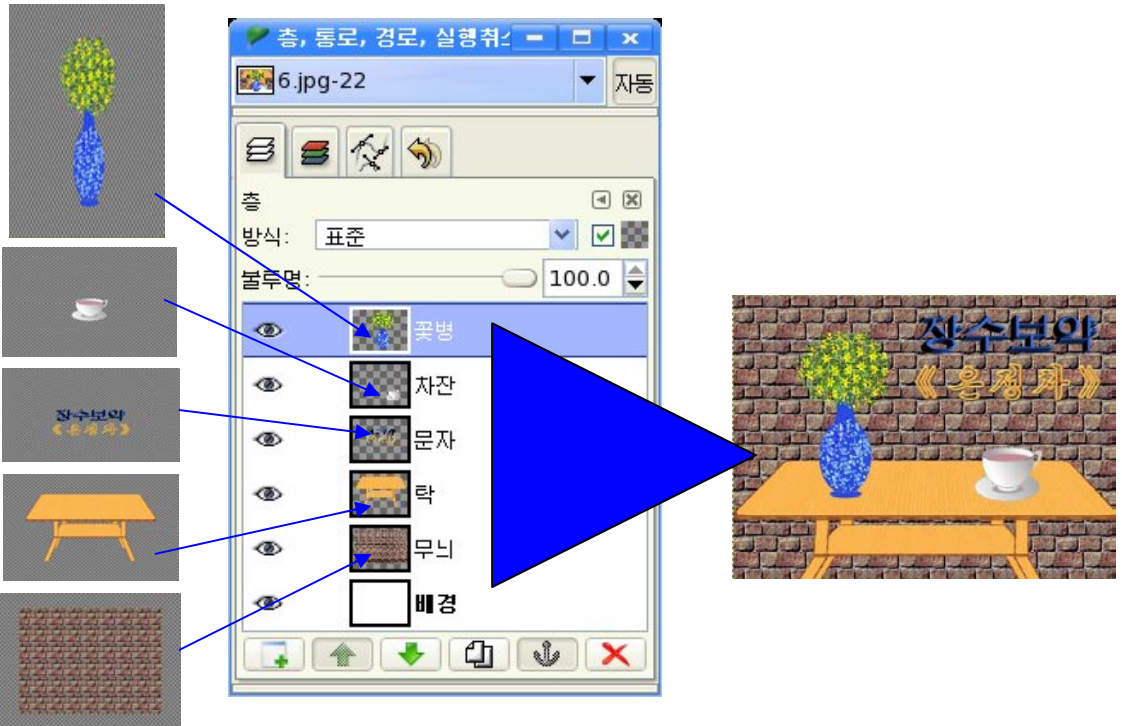 층, 통로, 경로, 실행취소
6.jpg-22
자동
층
방식: 표준
불투명: 100.0
꽃병
차잔
문자
탁
무늬
배경
장수보약
《은정차》
장수보약
《은정차》